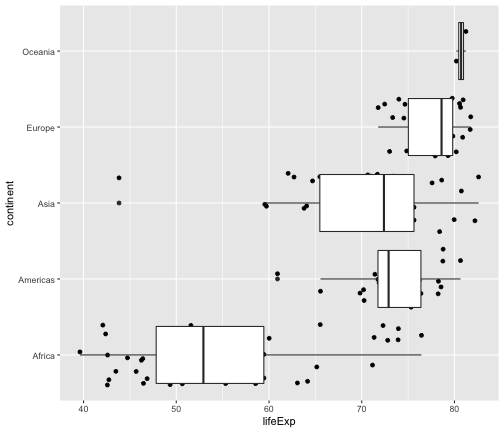 Oceania
Europe
Asia
Americas
Africa
continent
40 50 60 70 80
lifeExp